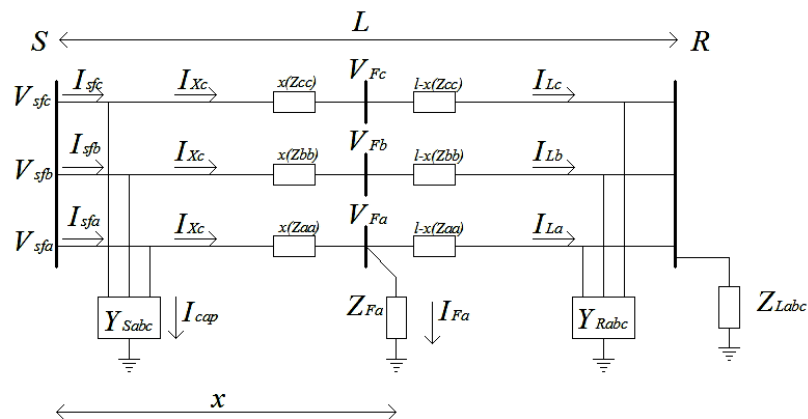 S L R
V_sfc I_sfc I_Xc x(Zcc) V_Fc l-x(Zcc) I_Lc
V_sfb I_sfb I_Xc x(Zbb) V_Fb l-x(Zbb) I_Lb
V_sfa I_sfa I_Xc x(Zaa) V_Fa l-x(Zaa) I_La
Y_Sabc I_cap Z_Fa I_Fa Y_Rabc Z_Labc
x